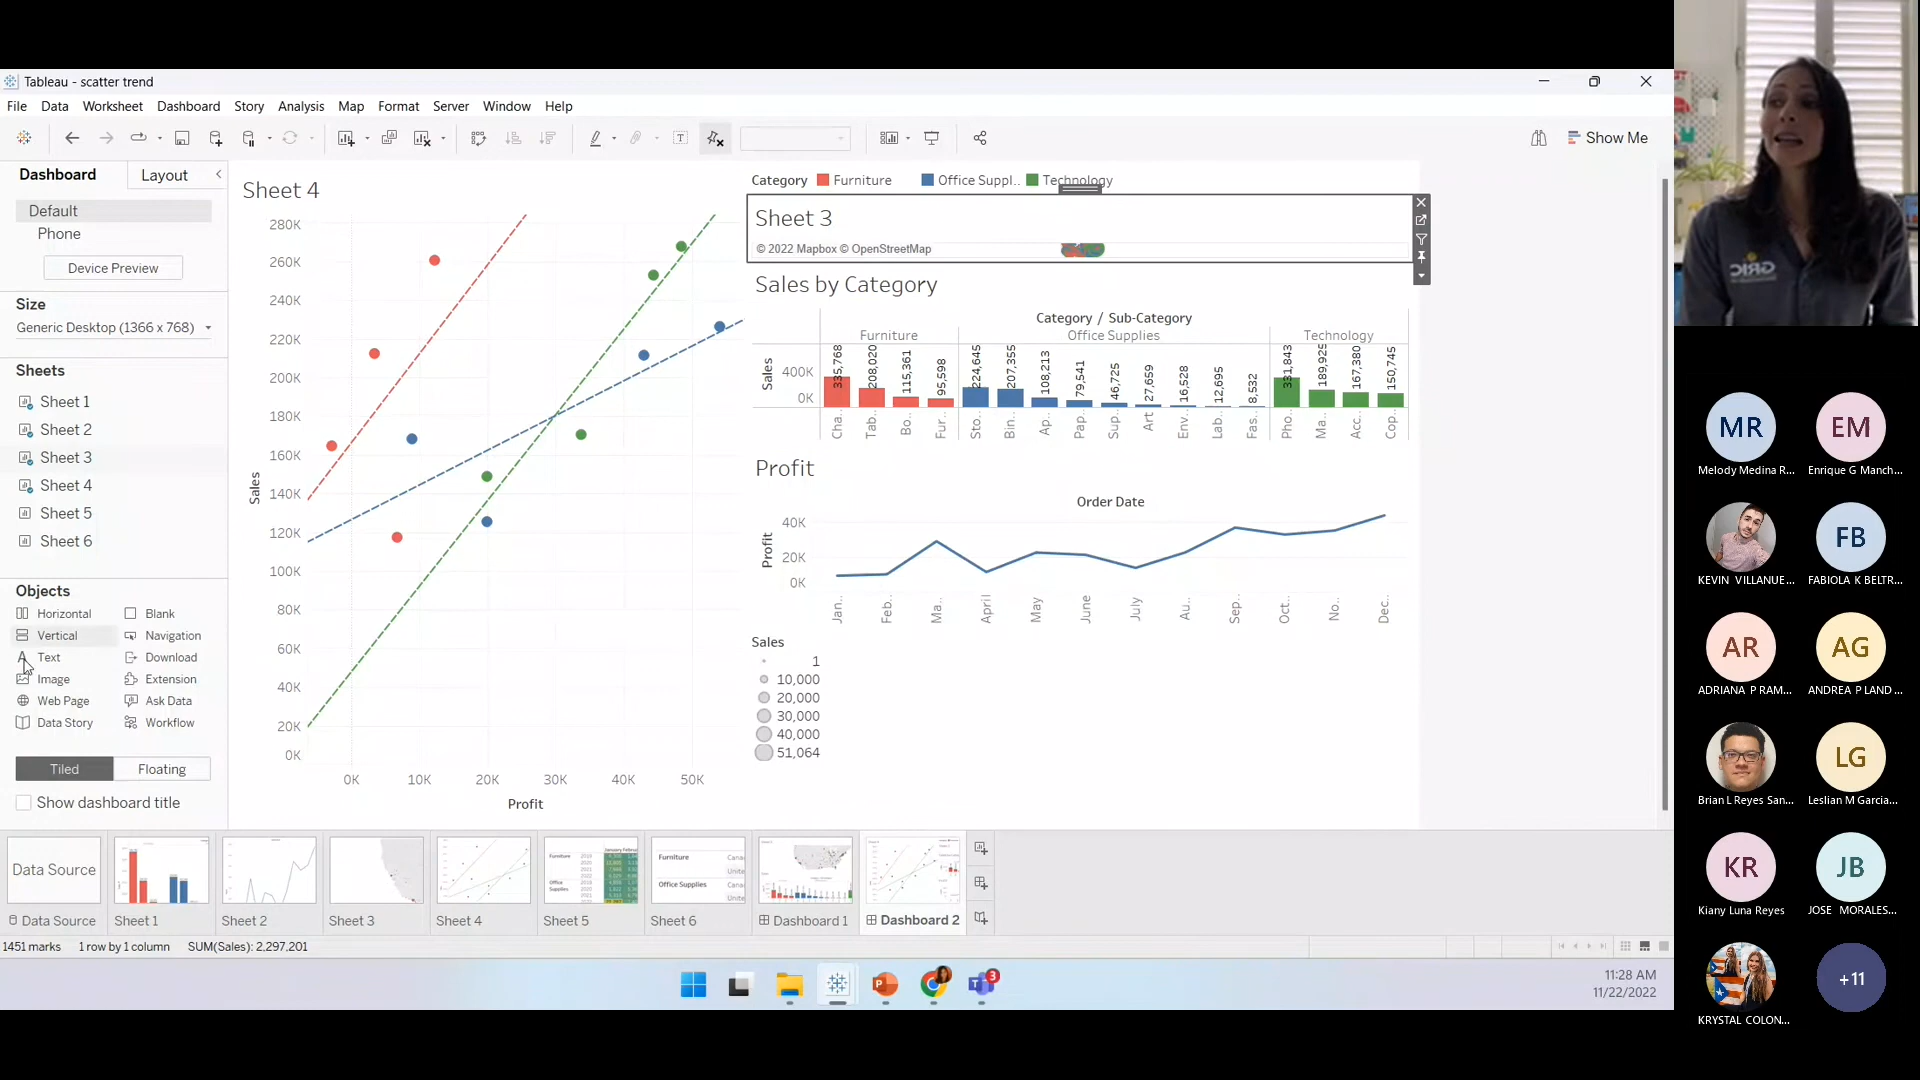 Tableau - scatter trend
File Data Worksheet Dashboard Story Analysis Map Format Server Window Help
Show Me
Dashboard Layout
Default
Phone
Device Preview
Size
Generic Desktop (1366 x 768)
Sheets
Sheet 1
Sheet 2
Sheet 3
Sheet 4
Sheet 5
Sheet 6
Objects
Horizontal Blank
Vertical Navigation
Text Download
Image Extension
Web Page Ask Data
Data Story Workflow
Tiled Floating
Show dashboard title
Sheet 4
280K
260K
240K
220K
200K
180K
160K
140K
120K
100K
80K
60K
40K
20K
0K
Sales
0K 10K 20K 30K 40K 50K
Profit
Category Furniture Office Suppl.. Technology
Sheet 3
© 2022 Mapbox © OpenStreetMap
Sales by Category
Category / Sub-Category
Furniture Office Supplies Technology
Sales
400K
0K
335,768 208,020 115,361 95,598 224,645 207,355 108,213 79,541 46,725 27,659 16,528 12,695 8,532 331,843 189,925 167,380 150,745
Cha.. Tab.. Bo.. Fur.. Sto.. Bin.. Ap.. Pap.. Sup.. Art Env.. Lab.. Fas.. Pho.. Ma.. Acc.. Cop..
Profit
Order Date
Profit
40K
20K
0K
Jan.. Feb.. Ma.. April May June July Au.. Sep.. Oct.. No.. Dec..
Sales
1
10,000
20,000
30,000
40,000
51,064
Data Source
Data Source Sheet 1 Sheet 2 Sheet 3 Sheet 4 Sheet 5 Sheet 6 Dashboard 1 Dashboard 2
1451 marks 1 row by 1 column SUM(Sales): 2,297,201
3
11:28 AM
11/22/2022
MR EM
Melody Medina R... Enrique G Manch...
FB
KEVIN VILLANUE... FABIOLA K BELTR...
AR AG
ADRIANA P RAM... ANDREA P LAND ...
LG
Brian L Reyes San... Leslian M Garcia...
KR JB
Kiany Luna Reyes JOSE MORALES...
+11
KRYSTAL COLON...
GRIC